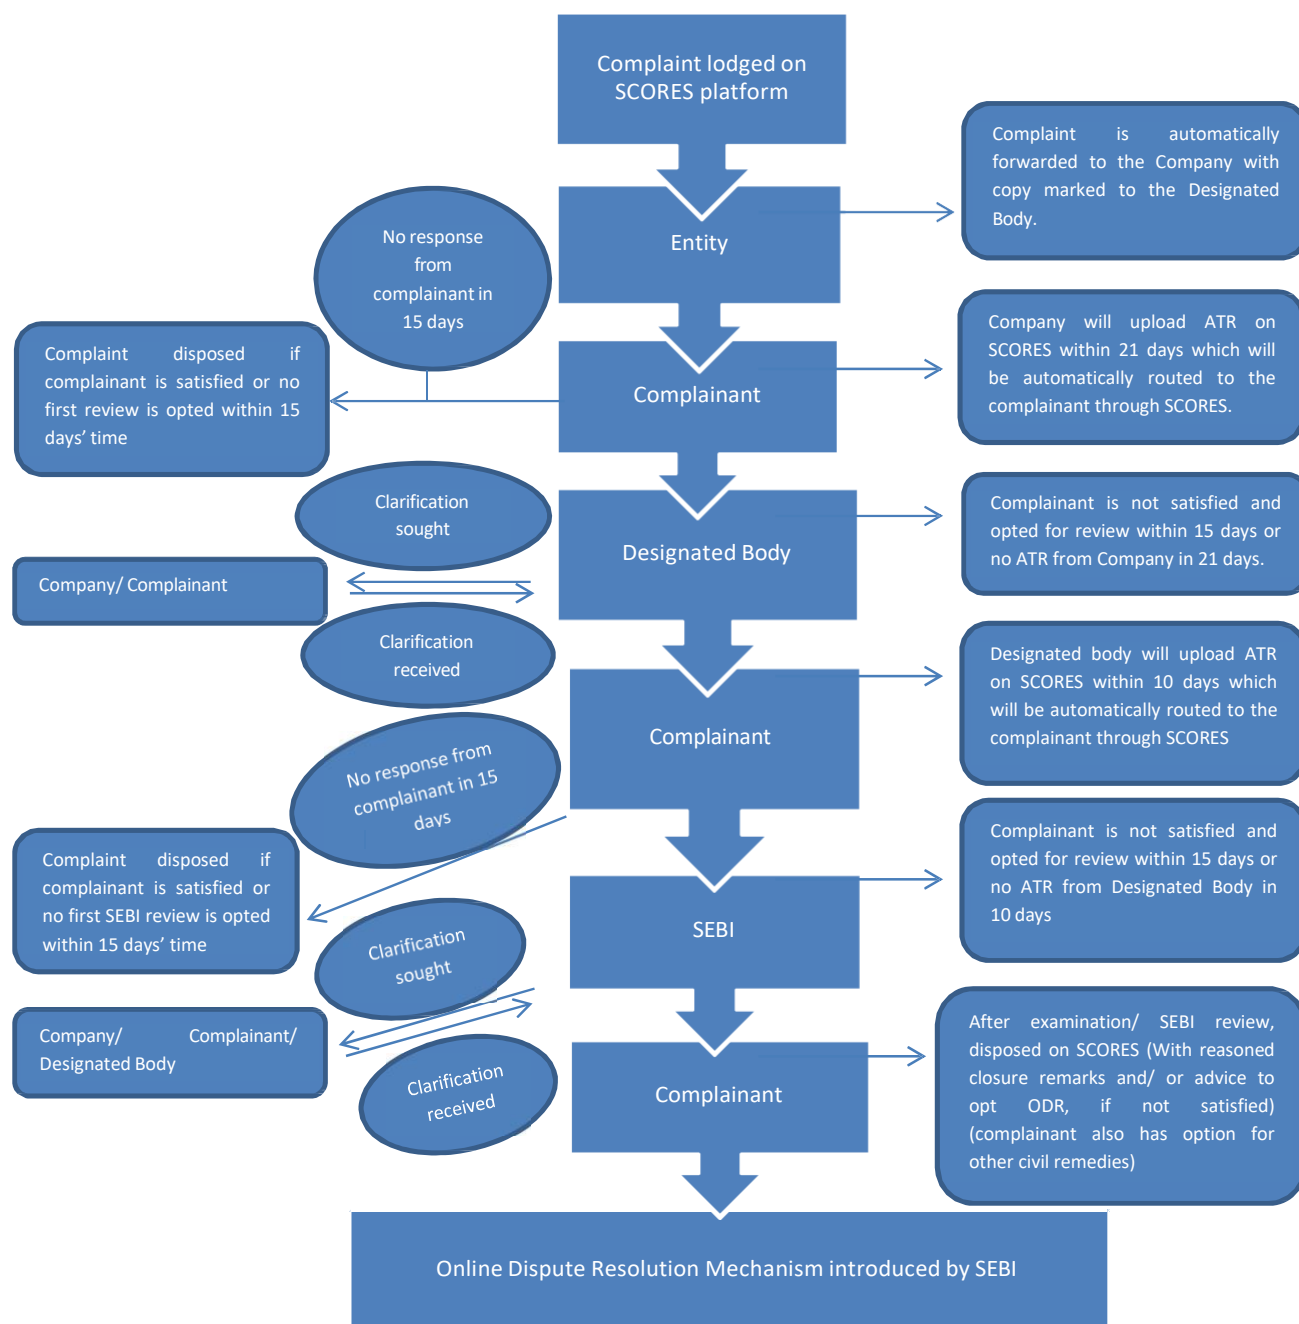 Complaint lodged on
SCORES platform
Complaint is automatically
forwarded to the Company with
copy marked to the Designated
Body.
Entity
No response
from
complainant in
15 days
Company will upload ATR on
SCORES within 21 days which will
be automatically routed to the
complainant through SCORES.
Complaint disposed if
complainant is satisfied or no
first review is opted within 15
days’ time
Complainant
Clarification
sought
Complainant is not satisfied and
opted for review within 15 days or
no ATR from Company in 21 days.
Designated Body
Company/ Complainant
Clarification
received
Designated body will upload ATR
on SCORES within 10 days which
will be automatically routed to the
complainant through SCORES
Complainant
No response from
complainant in 15
days
Complainant is not satisfied and
opted for review within 15 days or
no ATR from Designated Body in
10 days
Complaint disposed if
complainant is satisfied or
no first SEBI review is opted
within 15 days’ time
SEBI
Clarification
sought
Company/ Complainant/
Designated Body
Clarification
received
After examination/ SEBI review,
disposed on SCORES (With reasoned
closure remarks and/ or advice to
opt ODR, if not satisfied)
(complainant also has option for
other civil remedies)
Complainant
Online Dispute Resolution Mechanism introduced by SEBI